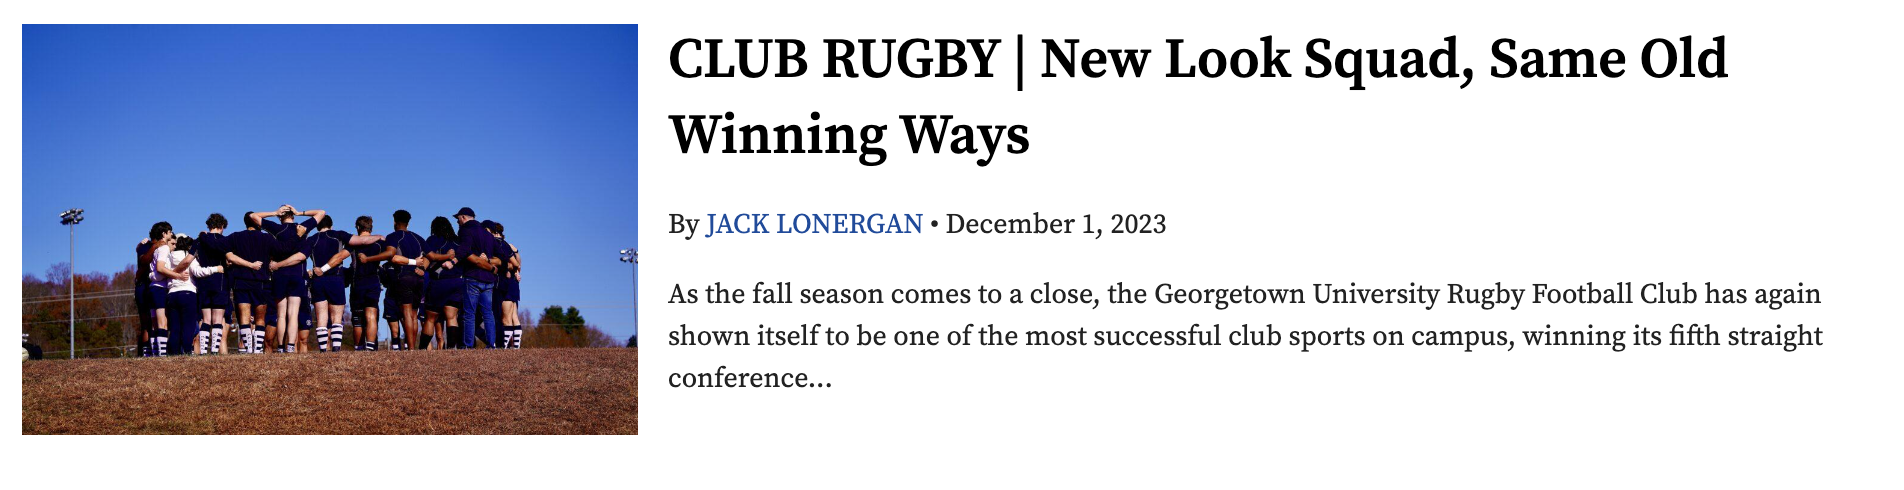 CLUB RUGBY | New Look Squad, Same Old
Winning Ways
By JACK LONERGAN • December 1, 2023
As the fall season comes to a close, the Georgetown University Rugby Football Club has again
shown itself to be one of the most successful club sports on campus, winning its fifth straight
conference...